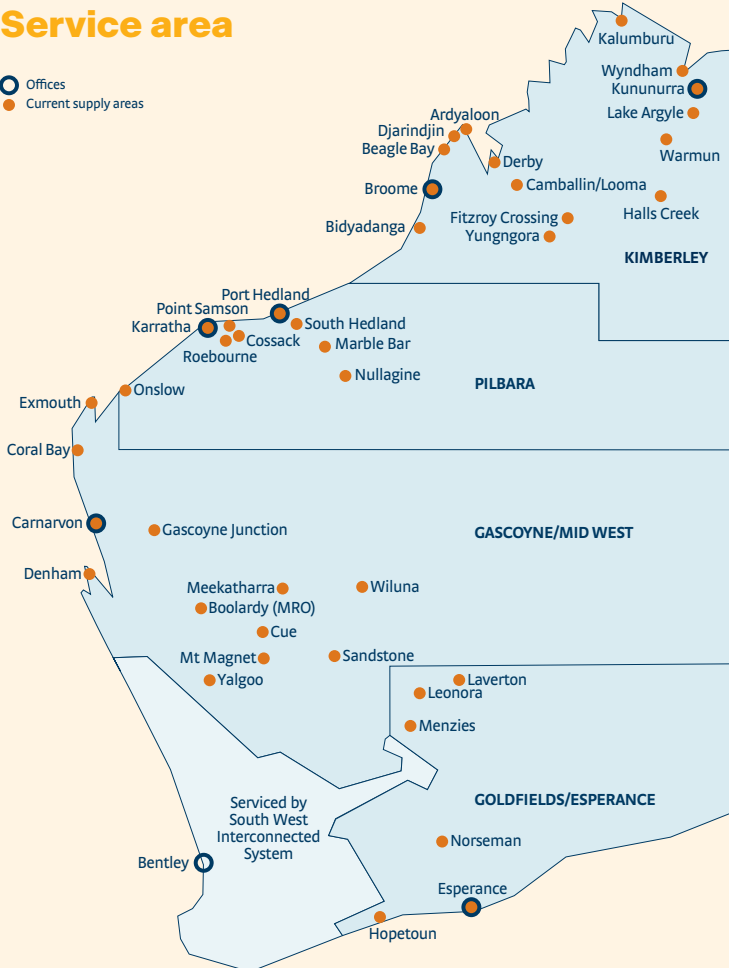 Service area
Offices
Current supply areas
Kalumburu
Wyndham
Kununurra
Lake Argyle
Warmun
Ardyaloon
Djarindjin
Beagle Bay
Derby
Broome
Camballin/Looma
Halls Creek
Bidyadanga
Fitzroy Crossing
Yungngora
KIMBERLEY
Port Hedland
Point Samson
Karratha
South Hedland
Cossack
Marble Bar
Roebourne
Nullagine
PILBARA
Onslow
Exmouth
Coral Bay
Carnarvon
Gascoyne Junction
GASCOYNE/MID WEST
Denham
Meekatharra
Wiluna
Boolardy (MRO)
Cue
Mt Magnet
Sandstone
Yalgoo
Laverton
Leonora
Menzies
GOLDFIELDS/ESPERANCE
Serviced by
South West
Interconnected
System
Norseman
Bentley
Esperance
Hopetoun